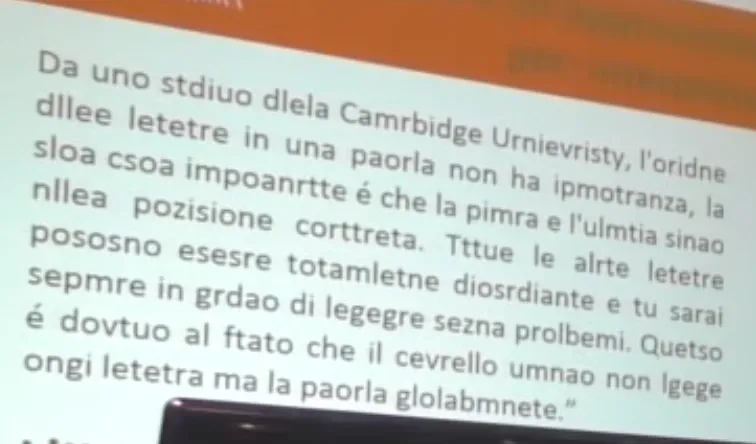 Da uno stdiuo dlela Camrbidge Urnievristy, l'oridne
dllee letetre in una paorla non ha ipmotranza, la
sloa csoa impoanrtte é che la pimra e l'ulmtia sinao
nllea pozisione corttreta. Tttue le alrte letetre
pososno esesre totamletne diosrdiante e tu sarai
sepmre in grdao di legegre sezna prolbemi. Quetso
é dovtuo al ftato che il cevrello umnao non lgege
ongi letetra ma la paorla glolabmnete."